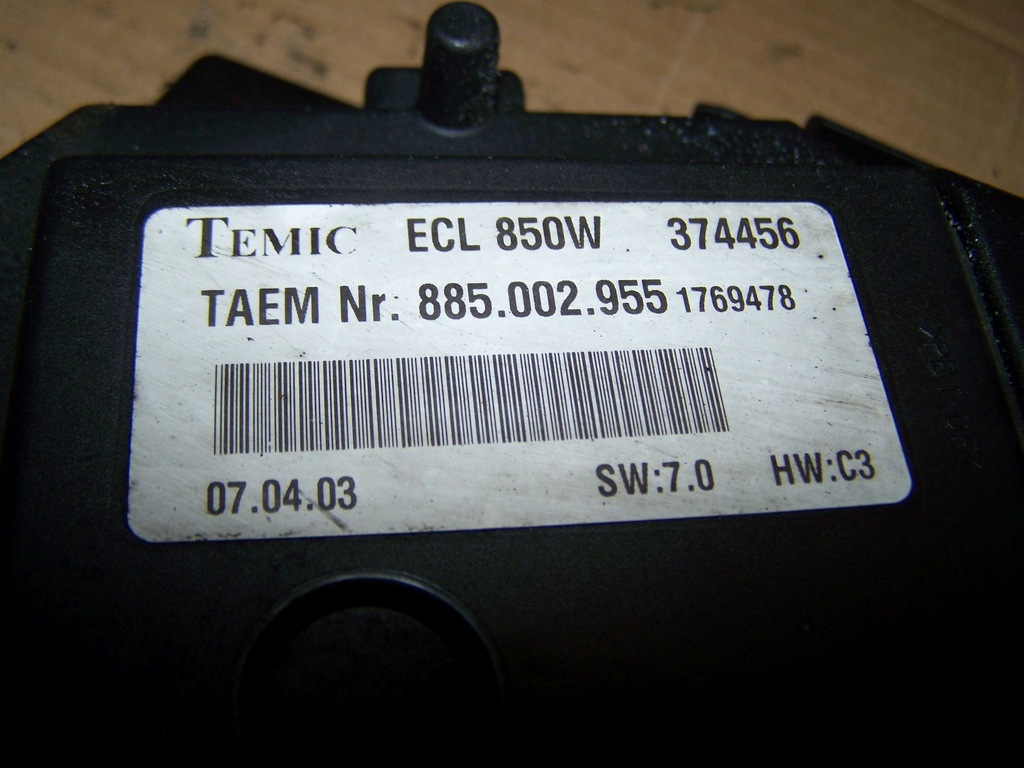 TEMIC ECL 850W 374456
TAEM Nr. 885.002.955 1769478
07.04.03 SW:7.0 HW:C3